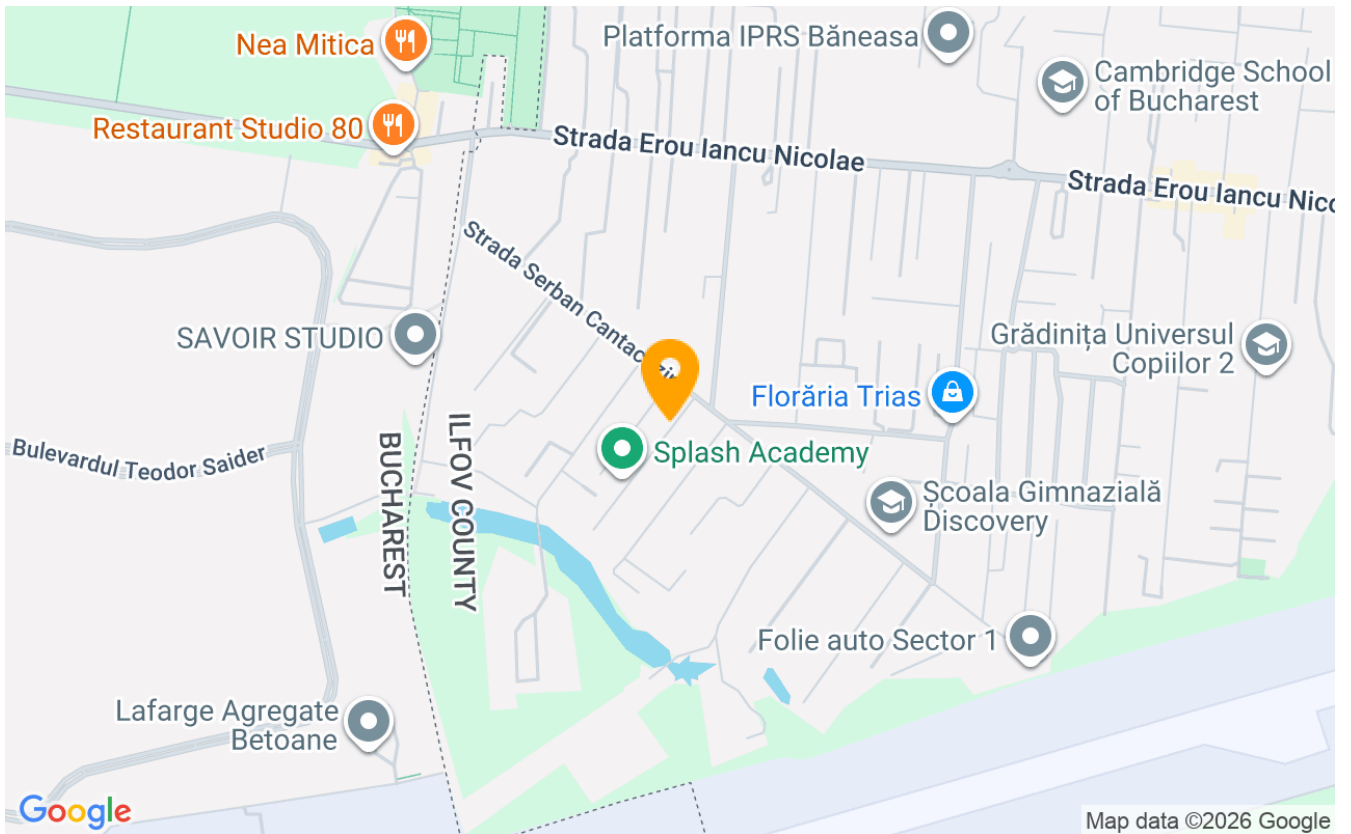 Nea Mitica
Platforma IPRS Băneasa
Cambridge School
of Bucharest
Restaurant Studio 80
Strada Erou Iancu Nicolae
Strada Erou Iancu Nico
Strada Serban Cantac
SAVOIR STUDIO
Grădinița Universul
Copiilor 2
Florăria Trias
Splash Academy
Bulevardul Teodor Saider
BUCHAREST
ILFOV COUNTY
Școala Gimnazială
Discovery
Folie auto Sector 1
Lafarge Agregate
Betoane
Google
Map data ©2026 Google